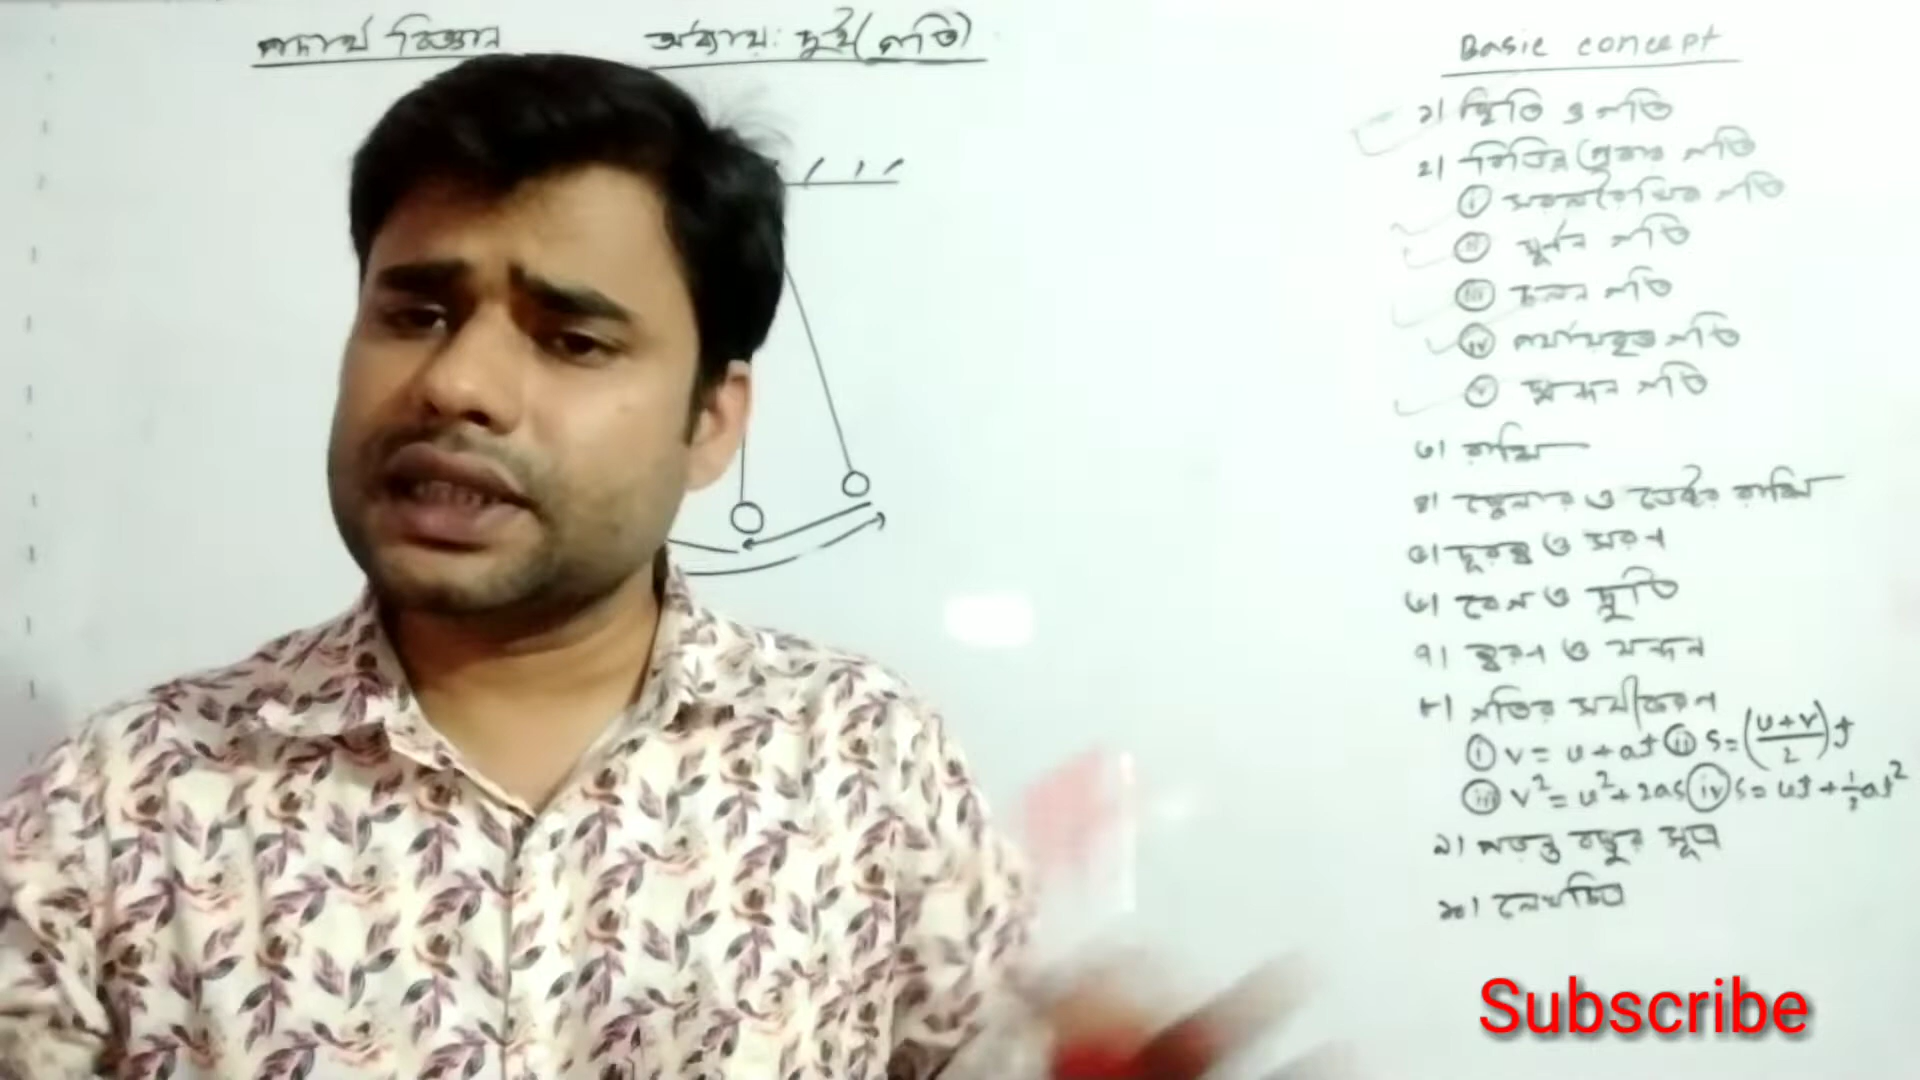 পদার্থ বিজ্ঞান অধ্যায়: দুই (গতি)
Basic concept
১। স্থিতি ও গতি
২। বিভিন্ন প্রকার গতি
i সরলরৈখিক গতি
ii ঘূর্ণন গতি
iii চলন গতি
iv পর্যায়বৃত্ত গতি
v স্পন্দন গতি
৩। রাশি
৪। স্কেলার ও ভেক্টর রাশি
৫। দূরত্ব ও সরণ
৬। বেগ ও দ্রুতি
৭। ত্বরণ ও মন্দন
৮। গতির সমীকরণ
i v = u + at ii s = (u+v/2)t
iii v² = u² + 2as iv s = ut + ½at²
৯। পড়ন্ত বস্তুর সূত্র
১০। লেখচিত্র
Subscribe